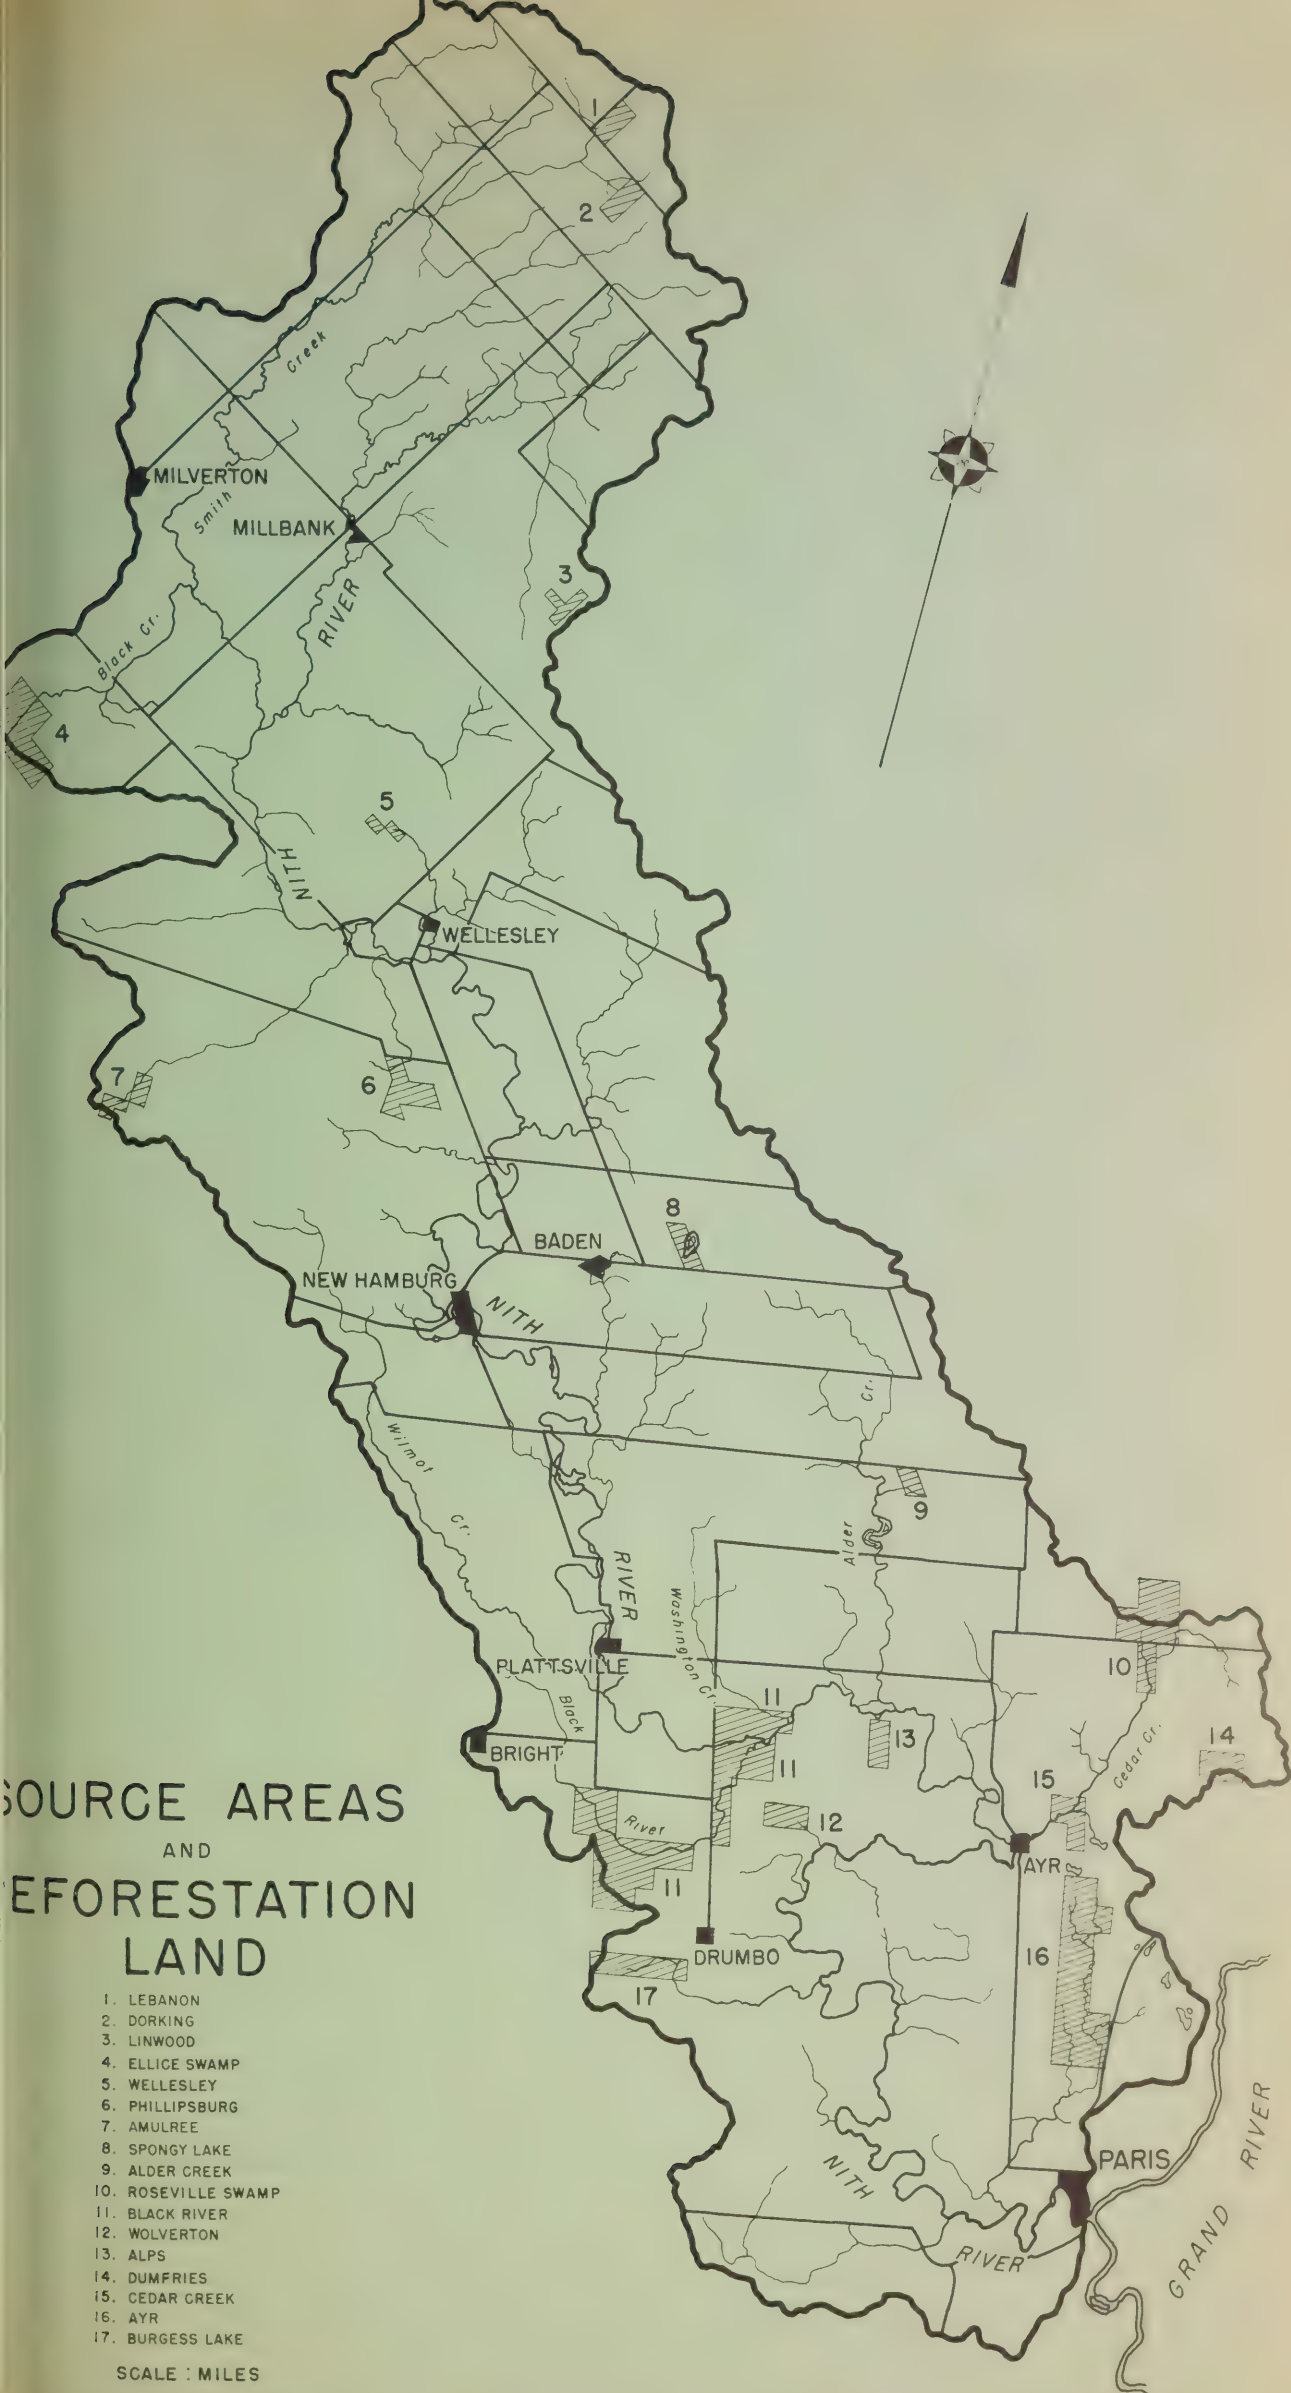 1
2
Creek
MILVERTON
Smith
MILLBANK
3
RIVER
Black Cr.
4
5
NITH
WELLESLEY
7
6
8
BADEN
NEW HAMBURG
NITH
Cr.
Wilmot
Cr.
9
Alder
RIVER
Washington Cr.
PLATTSVILLE
10
11
Black
13
14
BRIGHT
11
15
Cedar Cr.
12
River
AYR
11
16
DRUMBO
17
NITH
PARIS
RIVER
GRAND RIVER
SOURCE AREAS
AND
EFORESTATION
LAND
1. LEBANON
2. DORKING
3. LINWOOD
4. ELLICE SWAMP
5. WELLESLEY
6. PHILLIPSBURG
7. AMULREE
8. SPONGY LAKE
9. ALDER CREEK
10. ROSEVILLE SWAMP
11. BLACK RIVER
12. WOLVERTON
13. ALPS
14. DUMFRIES
15. CEDAR CREEK
16. AYR
17. BURGESS LAKE
SCALE : MILES